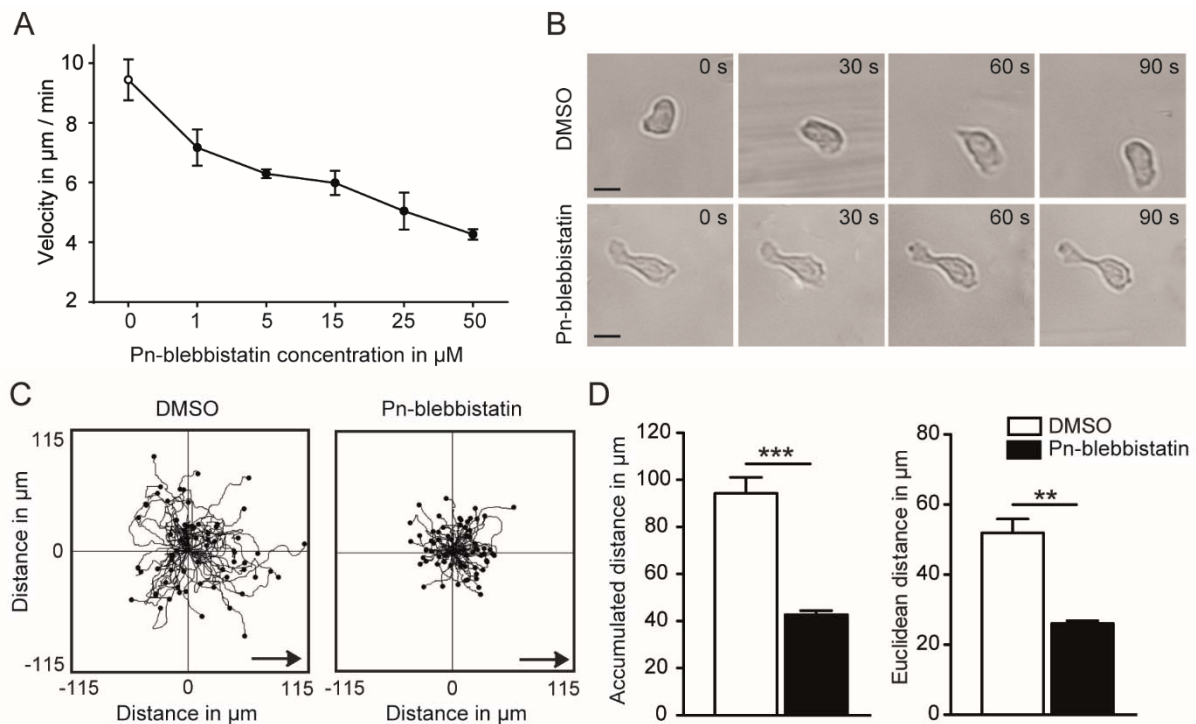 A
Velocity in µm / min
10
8
6
4
2
0 1 5 15 25 50
Pn-blebbistatin concentration in µM
B
DMSO
0 s 30 s 60 s 90 s
Pn-blebbistatin
0 s 30 s 60 s 90 s
C
DMSO
Pn-blebbistatin
Distance in µm
115
0
-115
-115 0 115
Distance in µm
-115 0 115
Distance in µm
D
Accumulated distance in µm
120
100
80
60
40
20
0
***
DMSO
Pn-blebbistatin
Euclidean distance in µm
80
60
40
20
0
**